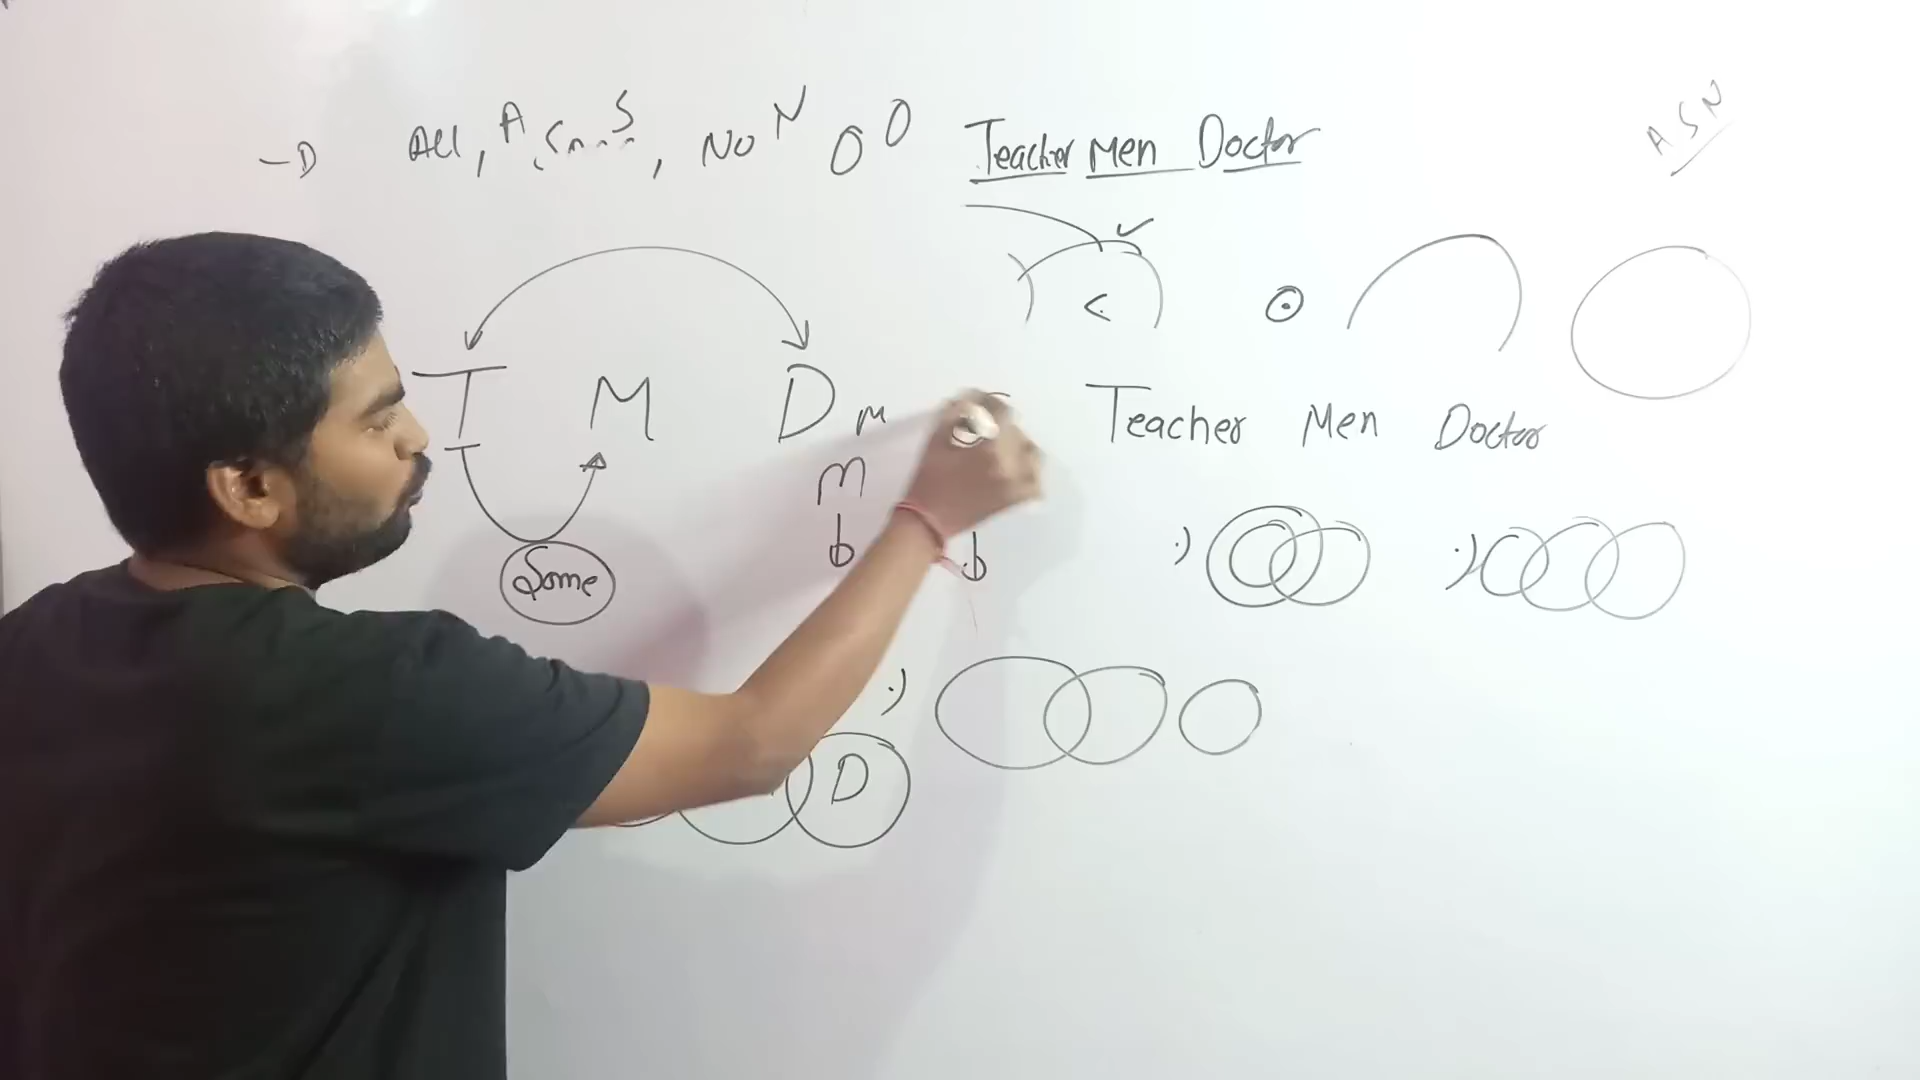 All, A S, No N Teacher Men Doctor
A S N
T M D m
Teacher Men Doctor
m
b b
Some
D